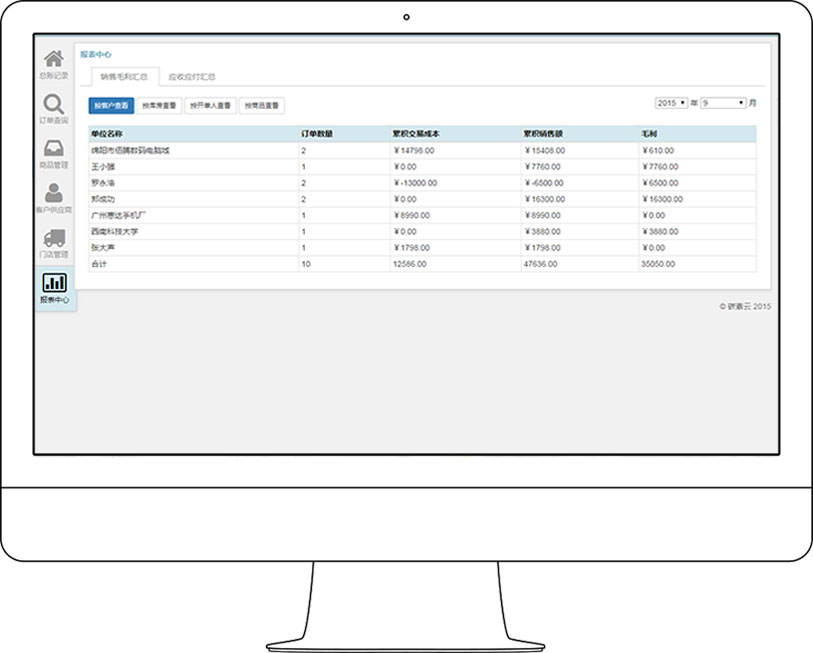 报表中心
总账记录
订单查询
商品管理
客户供应商
门店管理
报表中心
销售毛利汇总 应收应付汇总
按客户查看 按库房查看 按开单人查看 按商品查看 2015 年 9 月
单位名称 订单数量 累积交易成本 累积销售额 毛利
绵阳市佰腾数码电脑城 2 ¥14798.00 ¥15408.00 ¥610.00
王小强 1 ¥0.00 ¥7760.00 ¥7760.00
罗永浩 2 ¥-13000.00 ¥-6500.00 ¥6500.00
郑成功 2 ¥0.00 ¥16300.00 ¥16300.00
广州惠达手机厂 1 ¥8990.00 ¥8990.00 ¥0.00
西南科技大学 1 ¥0.00 ¥3880.00 ¥3880.00
张大声 1 ¥1798.00 ¥1798.00 ¥0.00
合计 10 12586.00 47636.00 35050.00
© 碳素云 2015